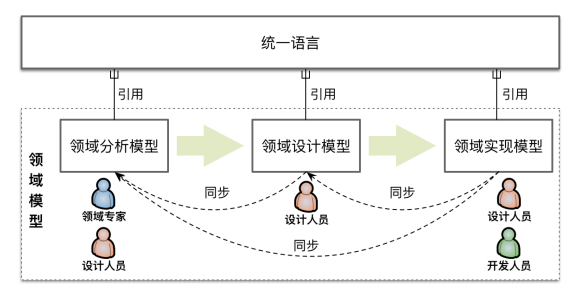 统一语言
引用
引用
引用
领域分析模型
领域设计模型
领域实现模型
领域模型
同步
同步
同步
领域专家
设计人员
设计人员
设计人员
开发人员